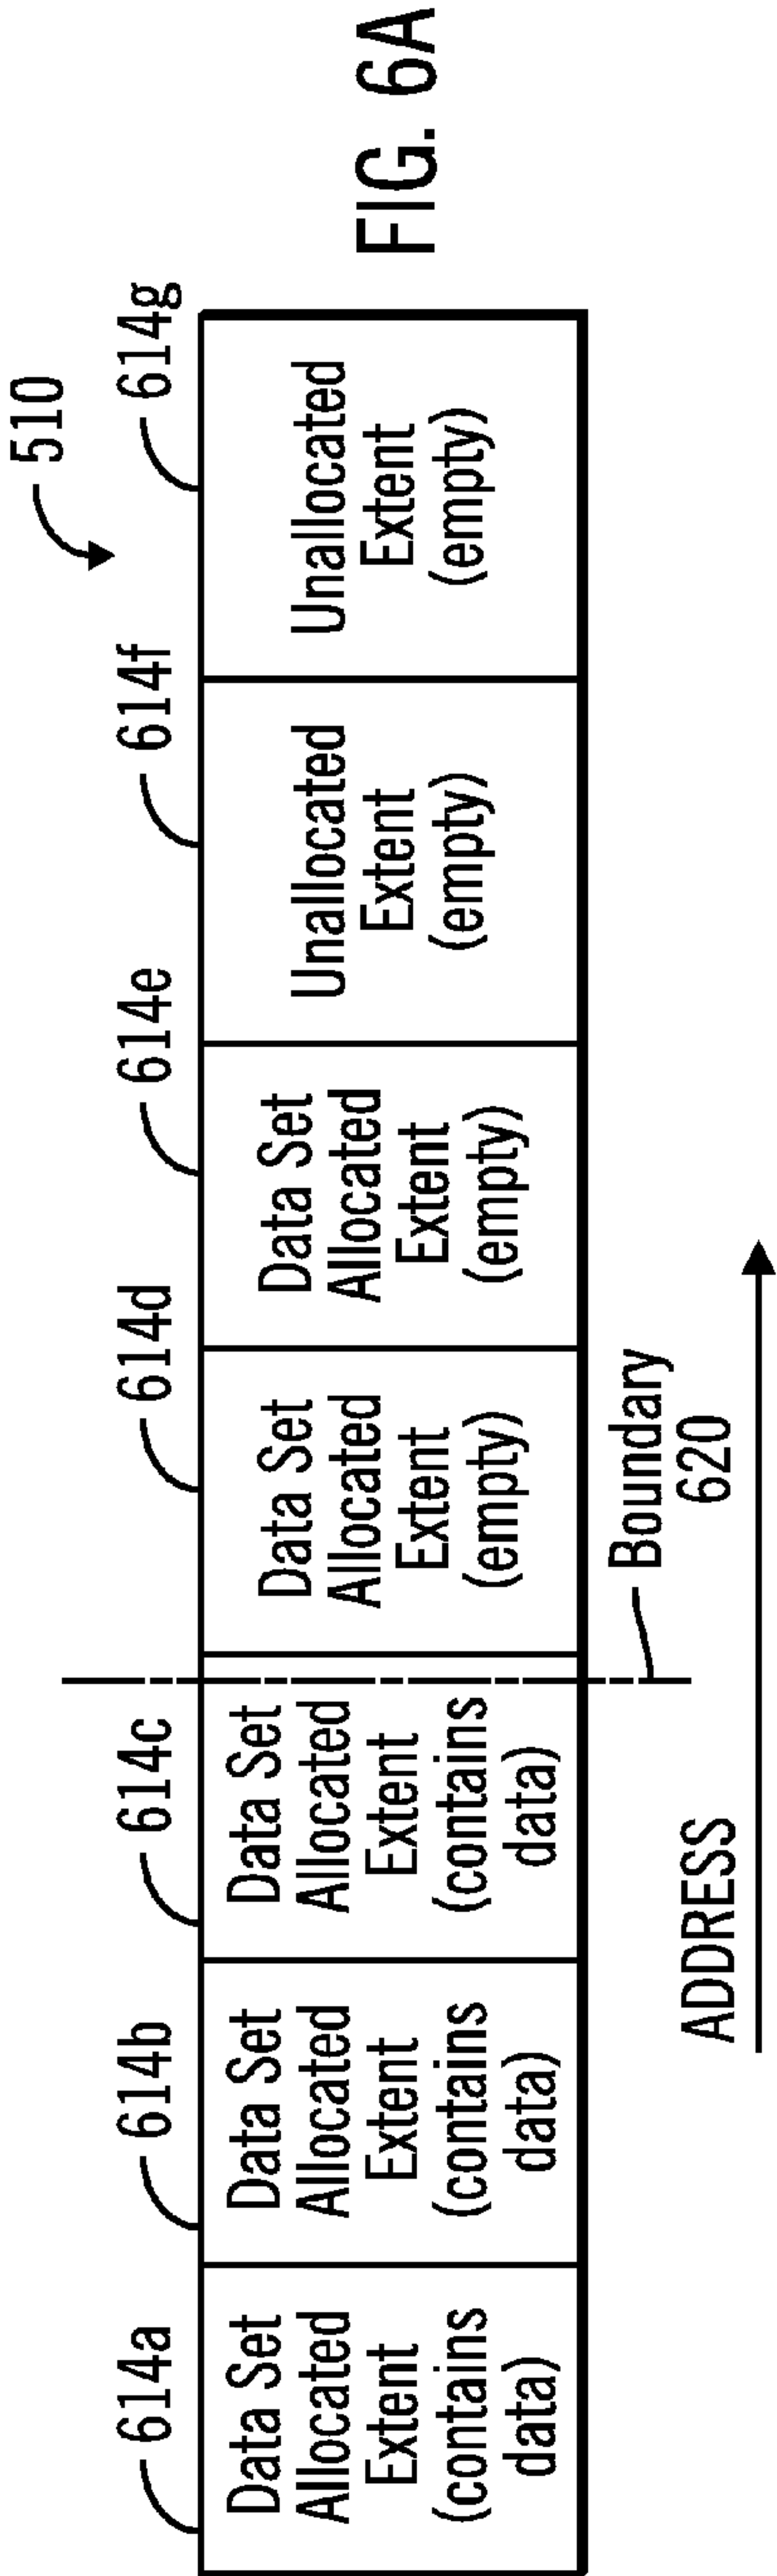 510
614a
614b
614c
614d
614e
614f
614g
Data Set
Allocated
Extent
(contains
data)
Data Set
Allocated
Extent
(contains
data)
Data Set
Allocated
Extent
(contains
data)
Data Set
Allocated
Extent
(empty)
Data Set
Allocated
Extent
(empty)
Unallocated
Extent
(empty)
Unallocated
Extent
(empty)
Boundary
620
ADDRESS
FIG. 6A